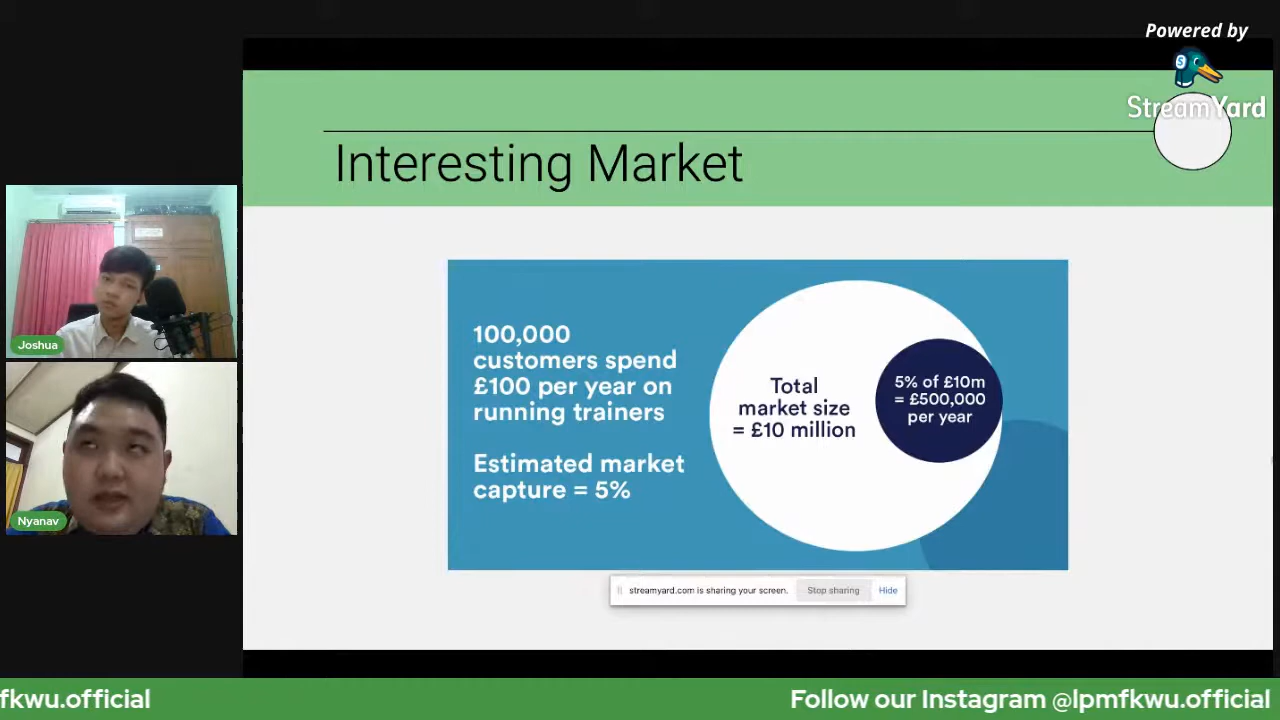 Powered by
StreamYard
Interesting Market
100,000
customers spend
£100 per year on
running trainers
Estimated market
capture = 5%
Total
market size
= £10 million
5% of £10m
= £500,000
per year
Joshua
Nyanav
streamyard.com is sharing your screen.
Stop sharing
Hide
fkwu.official
Follow our Instagram @lpmfkwu.official